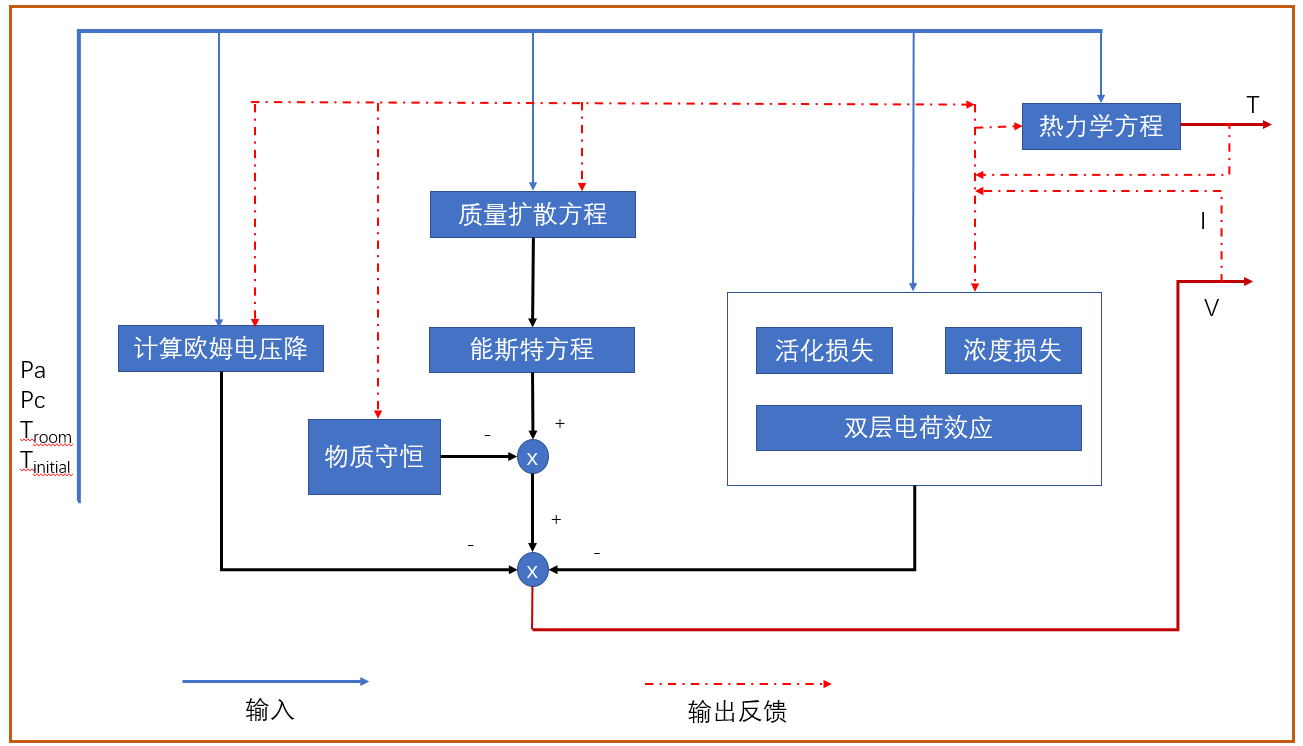 热力学方程
T
质量扩散方程
I
V
计算欧姆电压降
能斯特方程
活化损失
浓度损失
Pa
Pc
Troom
Tinitial
双层电荷效应
物质守恒
-
+
x
+
-
-
x
输入
输出反馈